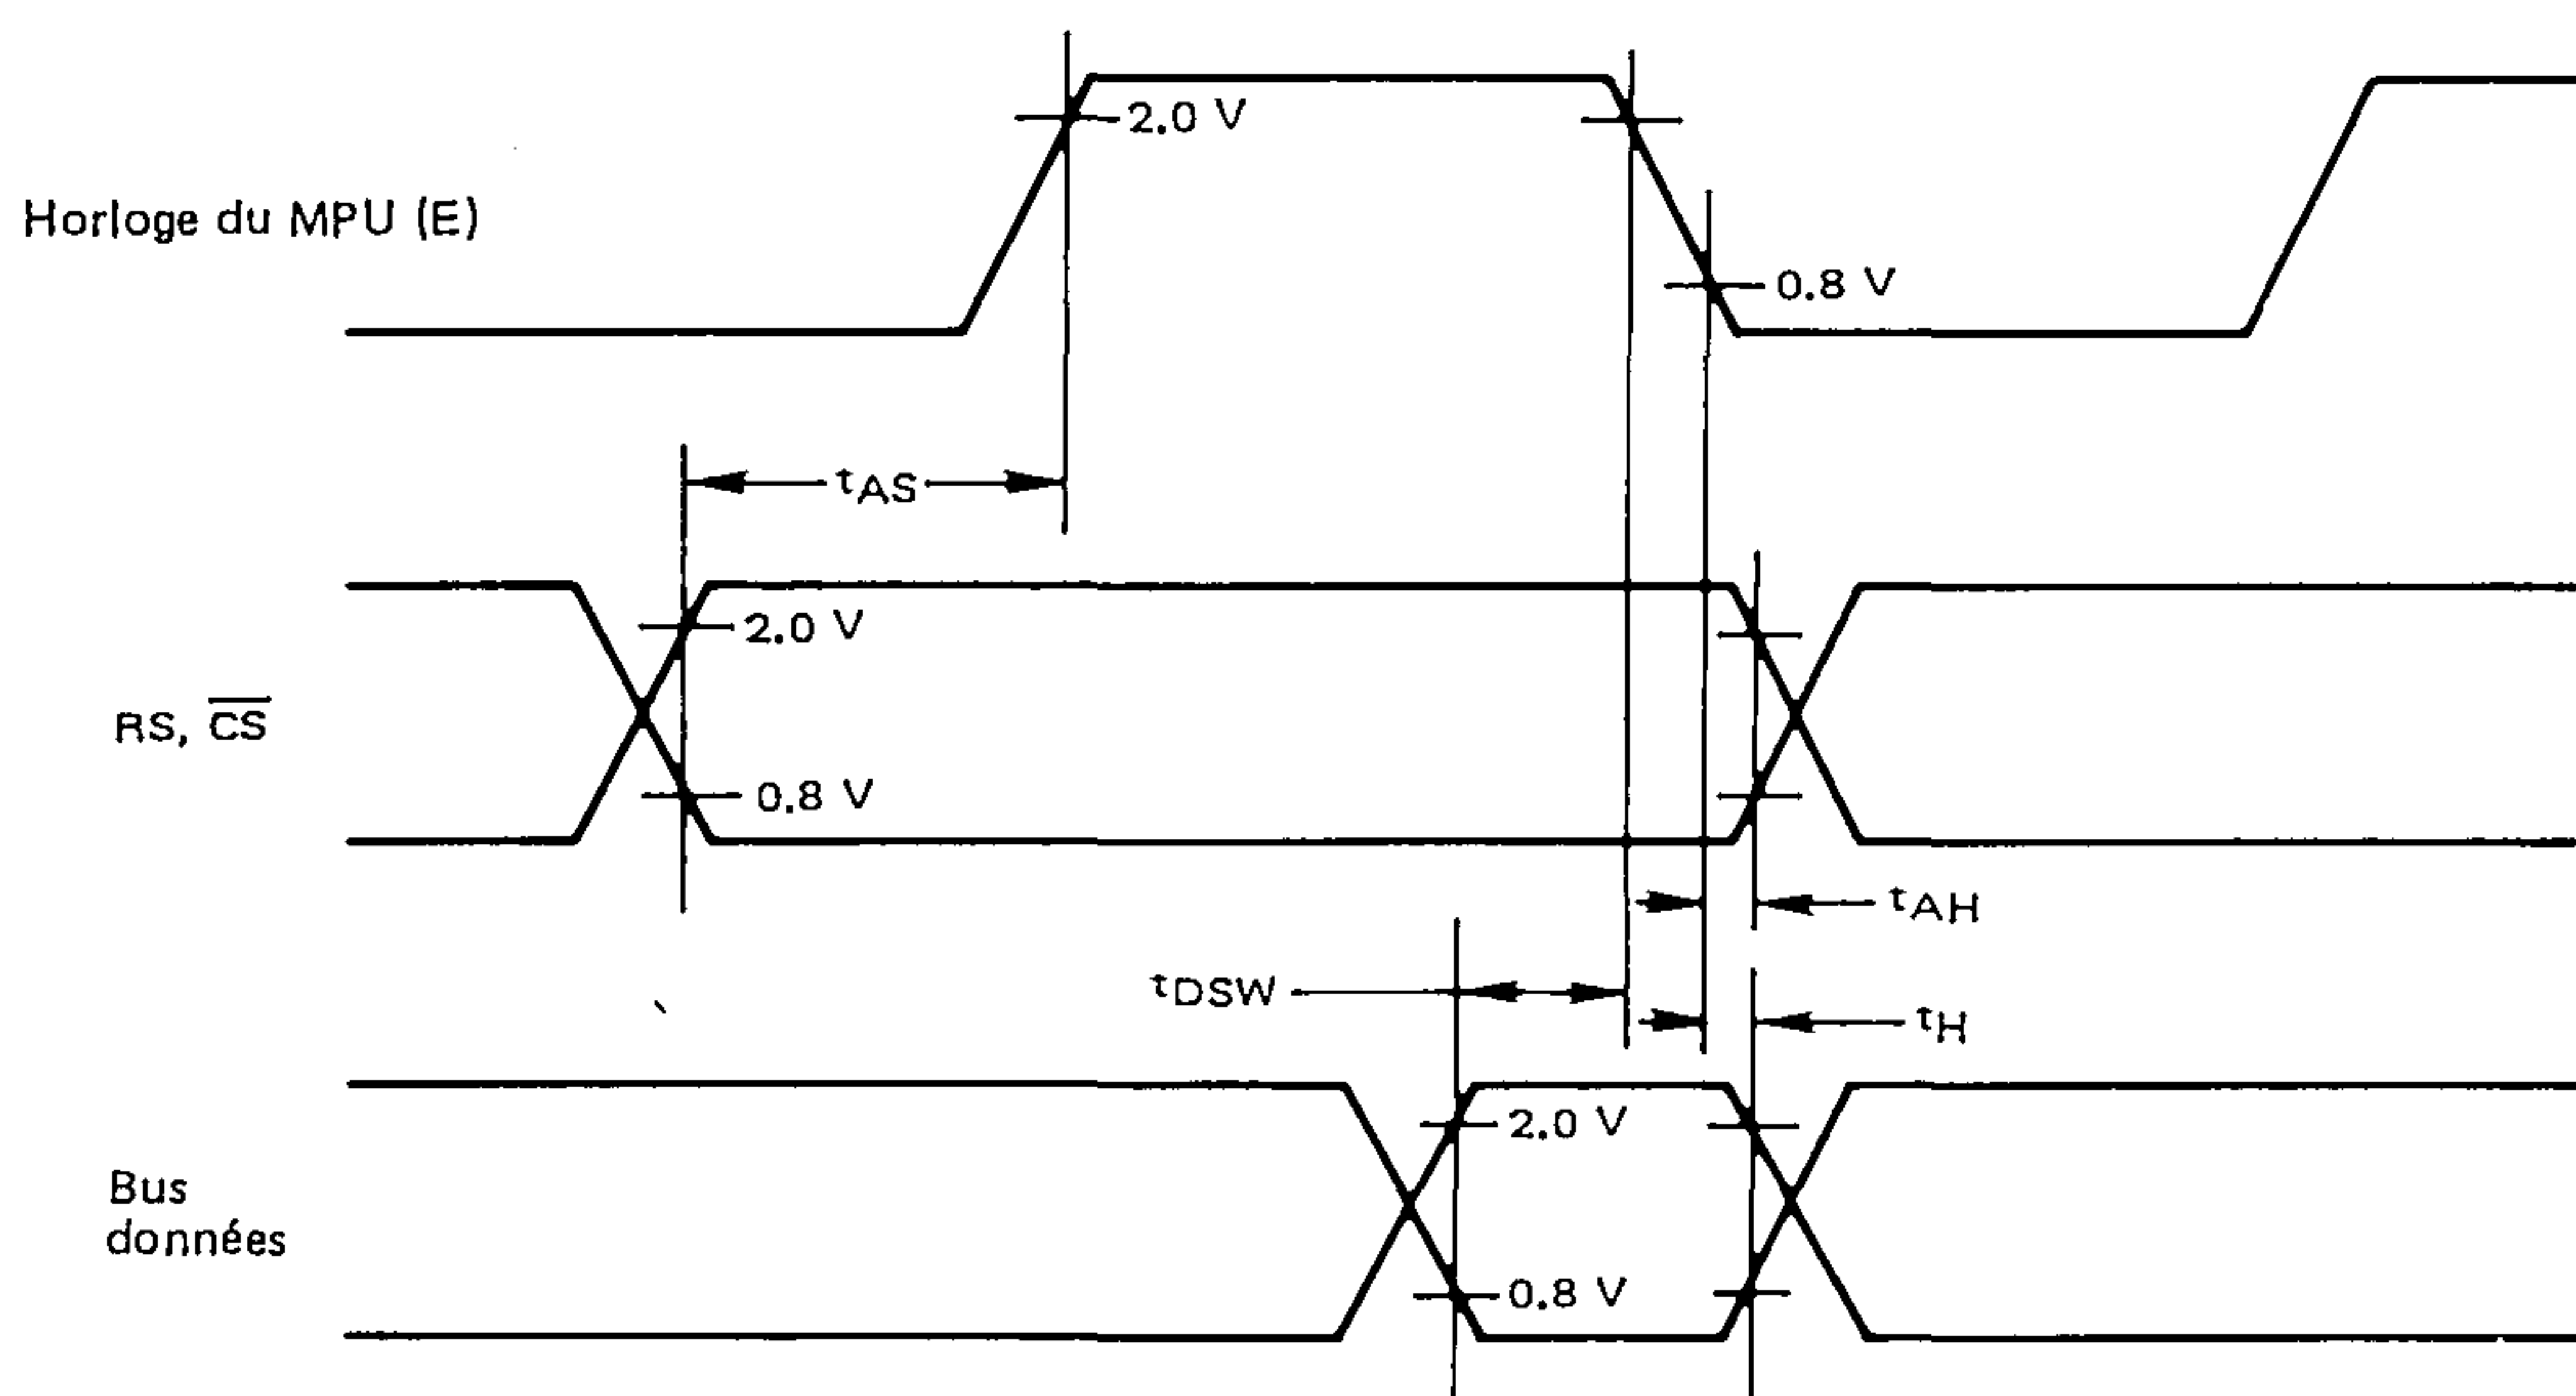 2.0 V
Horloge du MPU (E)
0.8 V
tAS
2.0 V
RS, C̅S̅
0.8 V
tAH
tDSW
tH
2.0 V
Bus
données
0.8 V